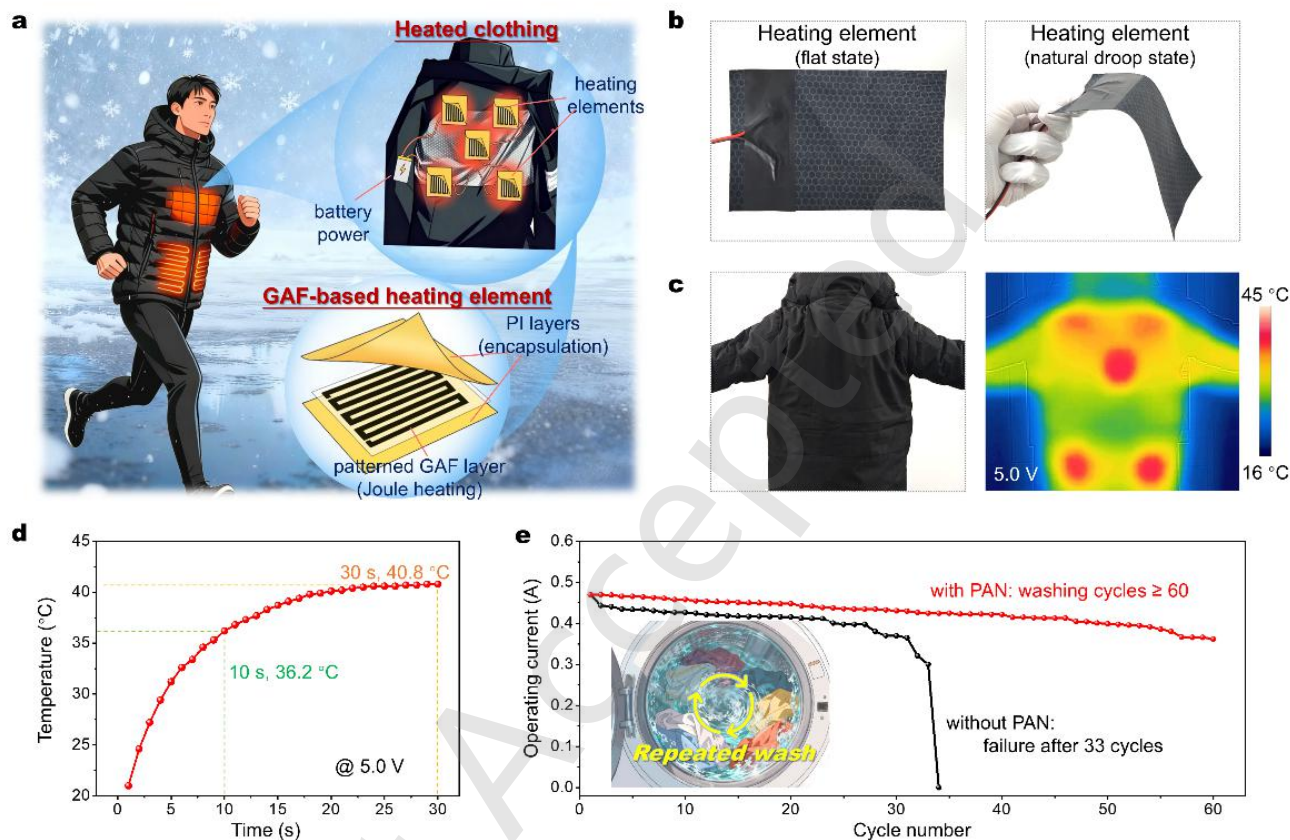 a
Heated clothing
heating
elements
battery
power
GAF-based heating element
PI layers
(encapsulation)
patterned GAF layer
(Joule heating)
b
Heating element
(flat state)
Heating element
(natural droop state)
c
45 °C
16 °C
5.0 V
d
Temperature (°C)
45
40
35
30
25
20
30 s, 40.8 °C
10 s, 36.2 °C
@ 5.0 V
0 5 10 15 20 25 30
Time (s)
e
Operating current (A)
0.6
0.5
0.4
0.3
0.2
0.1
0.0
with PAN: washing cycles ≥ 60
without PAN:
failure after 33 cycles
Repeated wash
0 10 20 30 40 50 60
Cycle number
Accepted